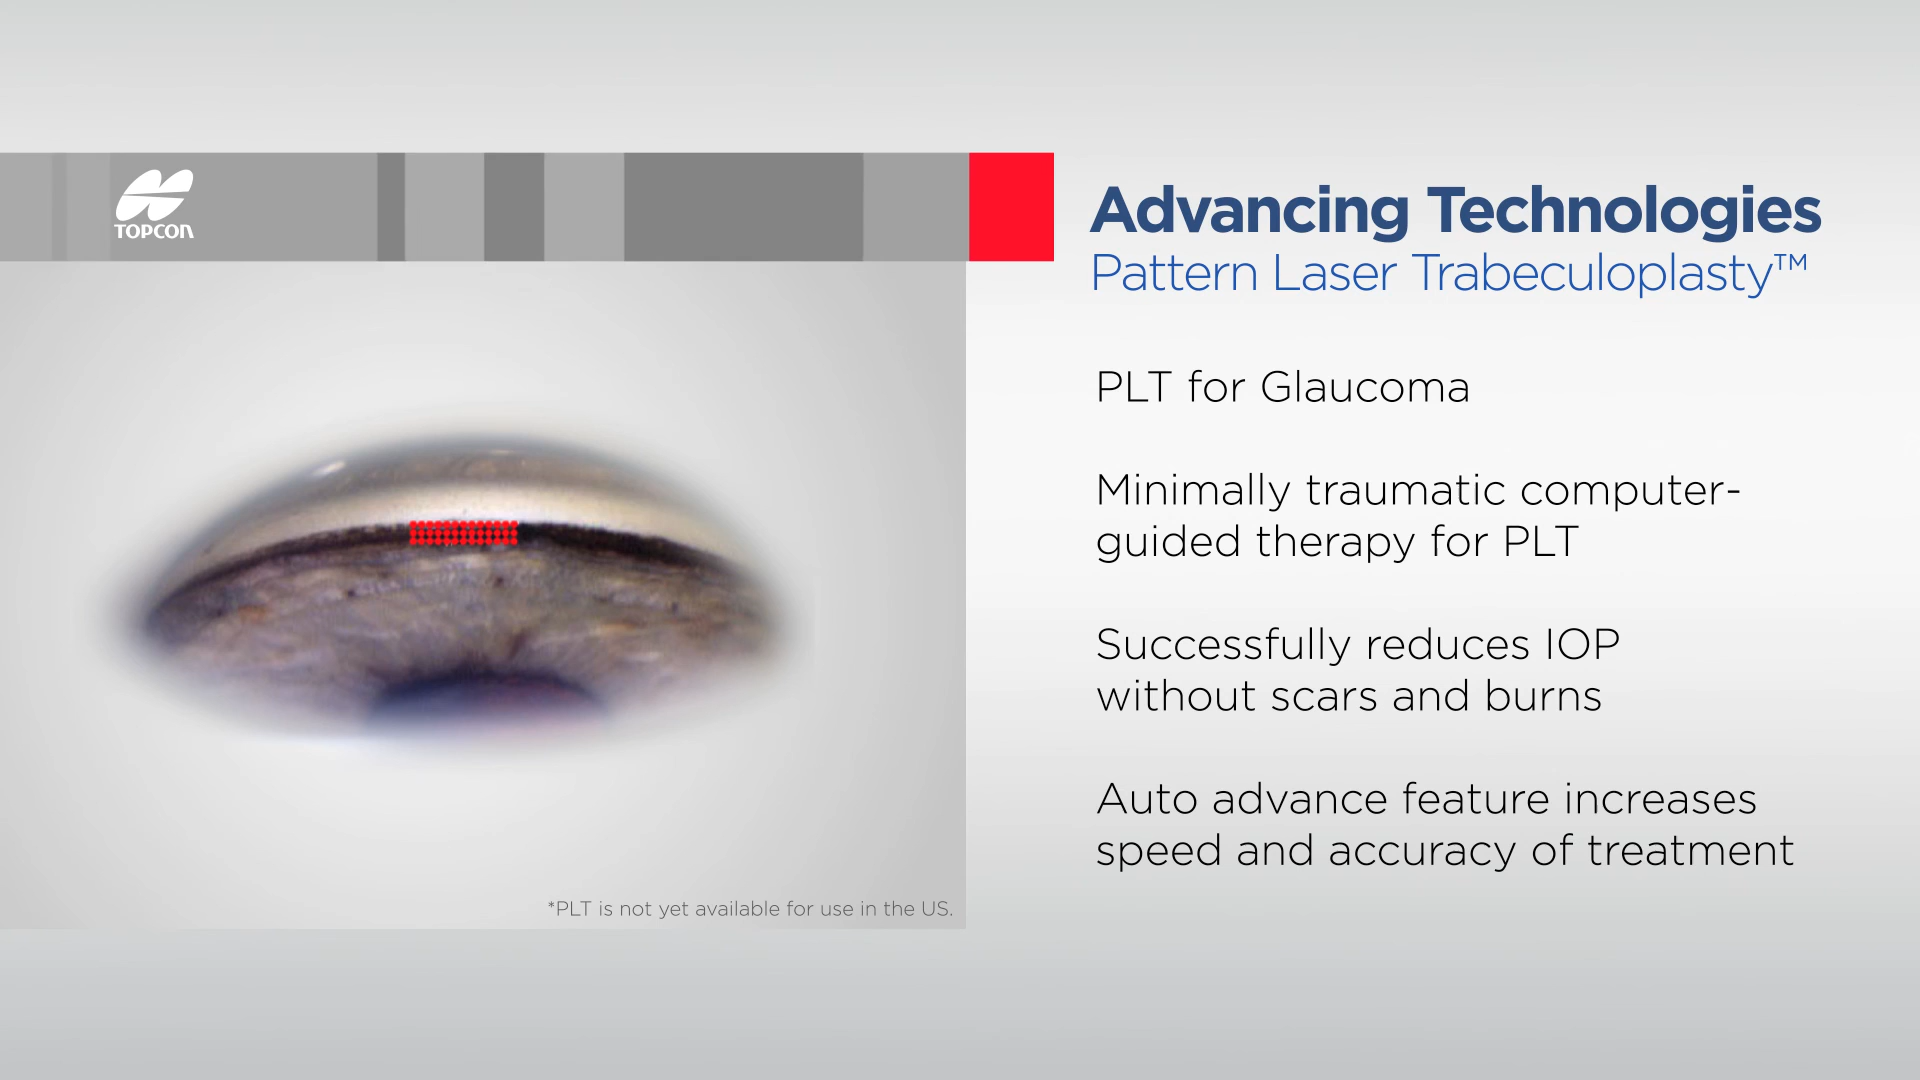 TOPCON
Advancing Technologies
Pattern Laser Trabeculoplasty™
PLT for Glaucoma
Minimally traumatic computer-
guided therapy for PLT
Successfully reduces IOP
without scars and burns
Auto advance feature increases
speed and accuracy of treatment
*PLT is not yet available for use in the US.